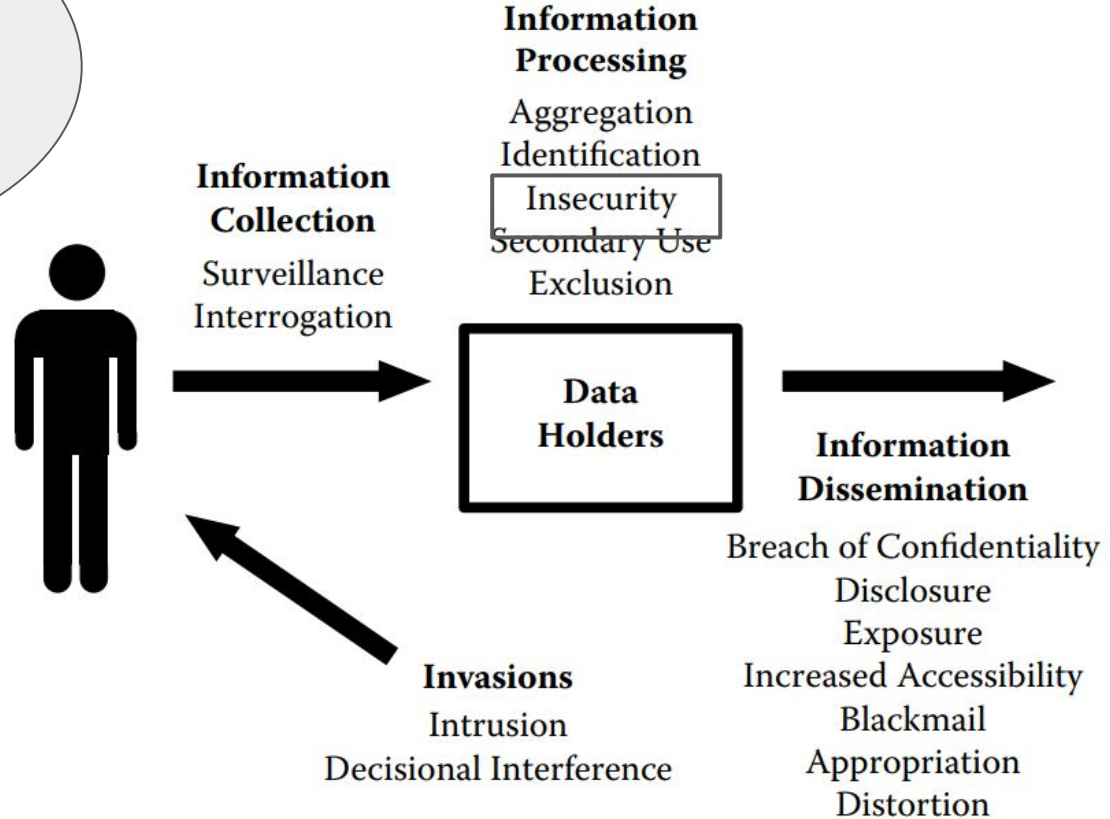 Information
Processing
Aggregation
Identification
Insecurity
Secondary Use
Exclusion
Information
Collection
Surveillance
Interrogation
Data
Holders
Information
Dissemination
Breach of Confidentiality
Disclosure
Exposure
Increased Accessibility
Blackmail
Appropriation
Distortion
Invasions
Intrusion
Decisional Interference